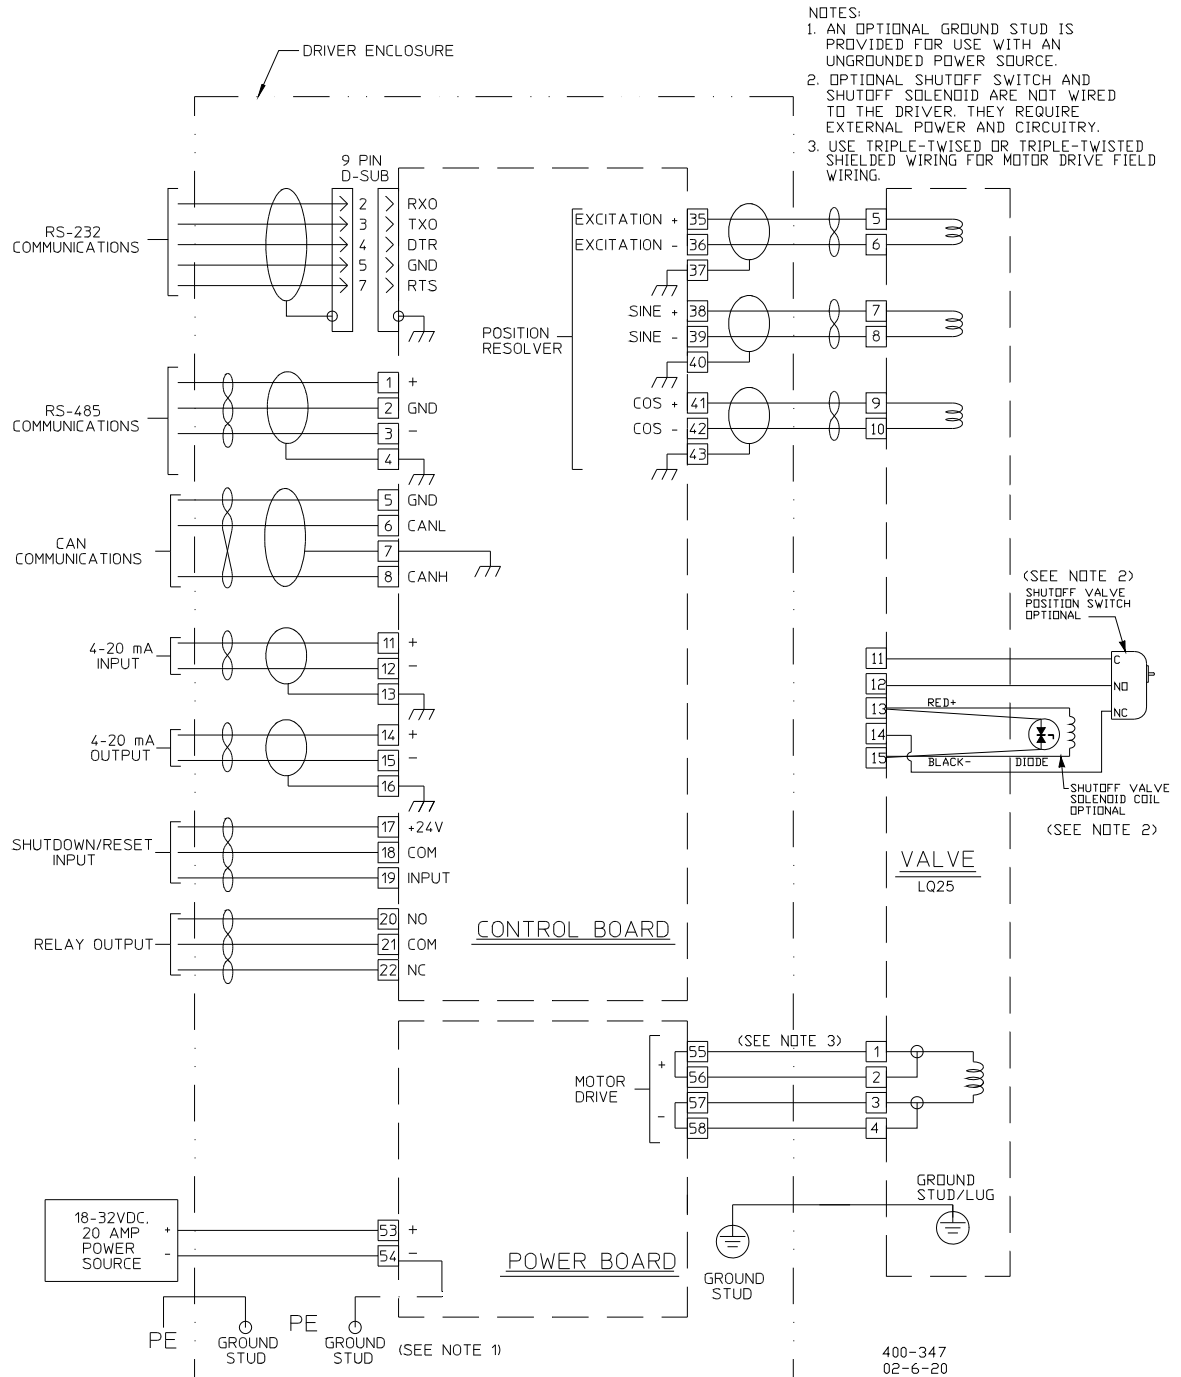 NOTES:
1. AN OPTIONAL GROUND STUD IS
PROVIDED FOR USE WITH AN
UNGROUNDED POWER SOURCE.
2. OPTIONAL SHUTOFF SWITCH AND
SHUTOFF SOLENOID ARE NOT WIRED
TO THE DRIVER. THEY REQUIRE
EXTERNAL POWER AND CIRCUITRY.
3. USE TRIPLE-TWISED OR TRIPLE-TWISTED
SHIELDED WIRING FOR MOTOR DRIVE FIELD
WIRING.
DRIVER ENCLOSURE
9 PIN
D-SUB
RS-232
COMMUNICATIONS
2 RXO
3 TXO
4 DTR
5 GND
7 RTS
RS-485
COMMUNICATIONS
1 +
2 GND
3 -
4
CAN
COMMUNICATIONS
5 GND
6 CANL
7
8 CANH
4-20 mA
INPUT
11 +
12 -
13
4-20 mA
OUTPUT
14 +
15 -
16
SHUTDOWN/RESET
INPUT
17 +24V
18 COM
19 INPUT
RELAY OUTPUT
20 NO
21 COM
22 NC
CONTROL BOARD
POSITION
RESOLVER
EXCITATION + 35 5
EXCITATION - 36 6
37
SINE + 38 7
SINE - 39 8
40
COS + 41 9
COS - 42 10
43
(SEE NOTE 2)
SHUTOFF VALVE
POSITION SWITCH
OPTIONAL
11 C
12 NO
13 RED+ NC
14
15 BLACK- DIODE
SHUTOFF VALVE
SOLENOID COIL
OPTIONAL
(SEE NOTE 2)
VALVE
LQ25
MOTOR
DRIVE
+
-
(SEE NOTE 3)
55 1
56 2
57 3
58 4
GROUND
STUD/LUG
GROUND
STUD
18-32VDC,
20 AMP +
POWER
SOURCE -
53 +
54 -
POWER BOARD
PE
GROUND
STUD
PE
GROUND
STUD
(SEE NOTE 1)
400-347
02-6-20